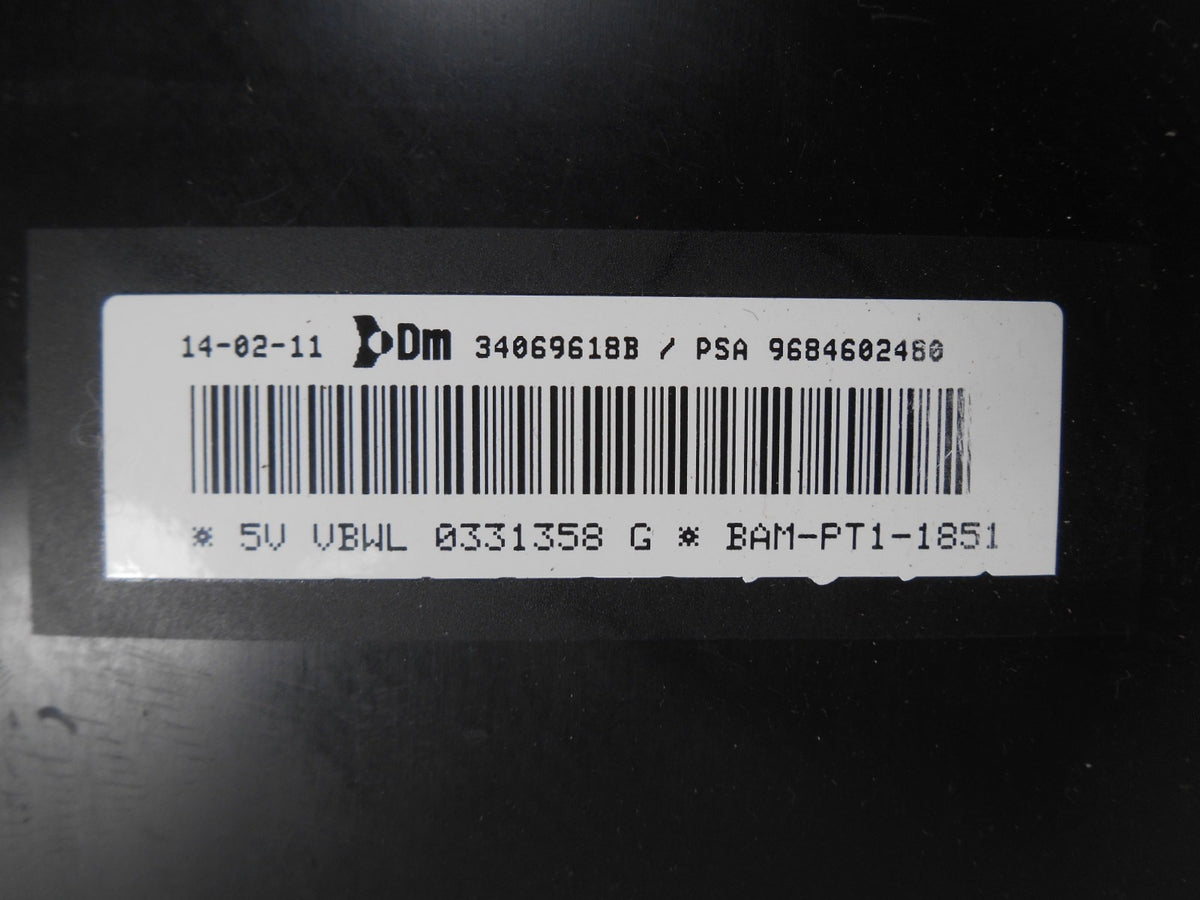 14-02-11 Dm 34069618B / PSA 9684602480
* 5V VBWL 0331358 G * BAM-PT1-1851